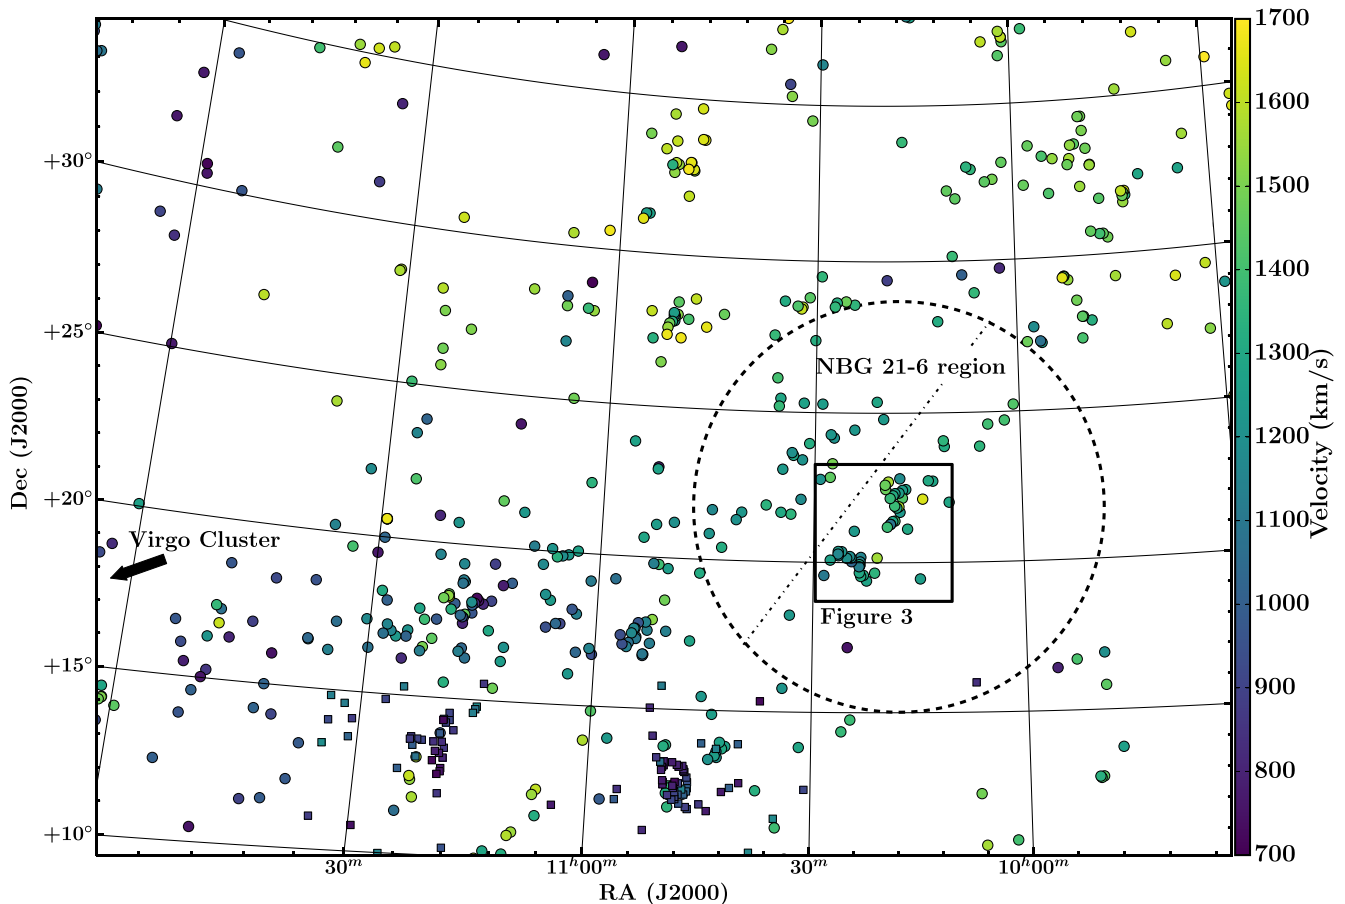 1700
1600
+30°
1500
1400
NBG 21-6 region
+25°
1300
Velocity (km/s)
Dec (J2000)
1200
+20°
1100
Virgo Cluster
Figure 3
1000
+15°
900
800
+10°
700
30ᵐ
11ʰ00ᵐ
30ᵐ
10ʰ00ᵐ
RA (J2000)